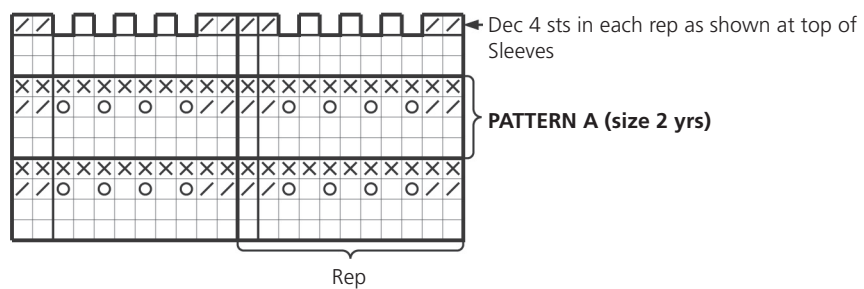 Dec 4 sts in each rep as shown at top of
Sleeves
PATTERN A (size 2 yrs)
Rep